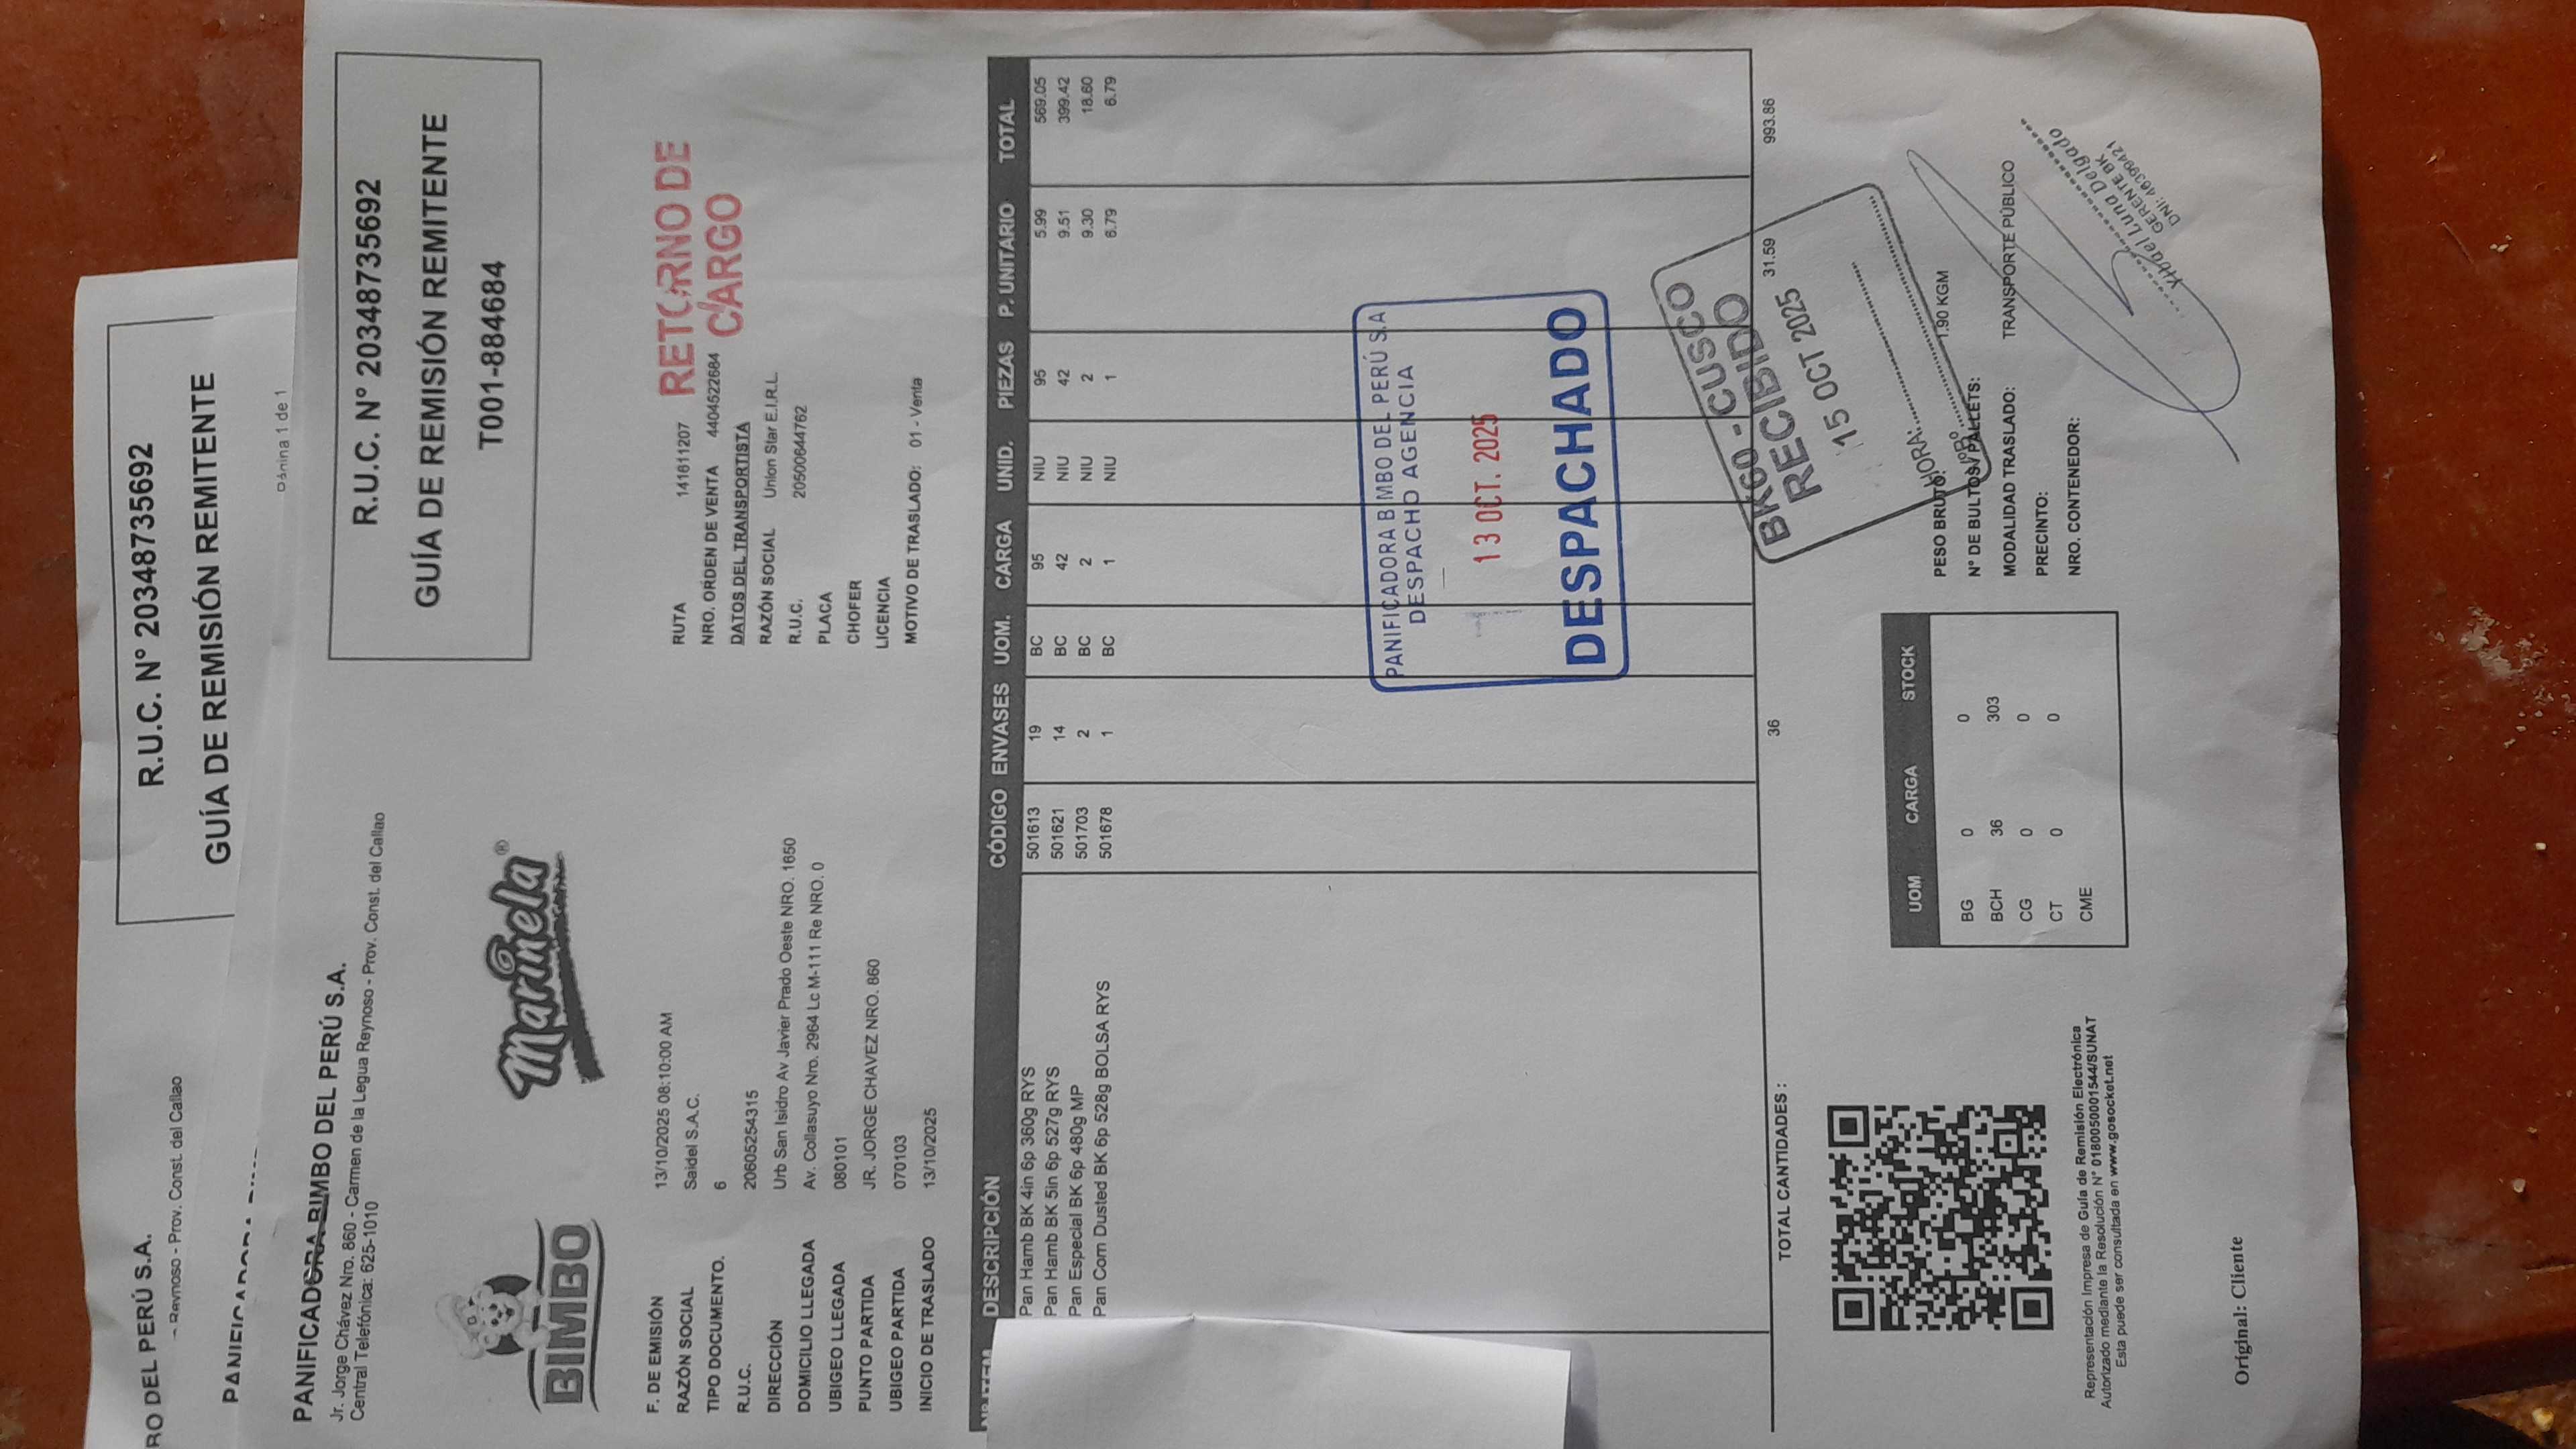 R.U.C. N° 20348735692
GUÍA DE REMISIÓN REMITENTE
RO DEL PERÚ S.A.
Reynoso - Prov. Const. del Callao
Página 1 de 1
PANIFICADORA
PANIFICADORA BIMBO DEL PERÚ S.A.
Jr. Jorge Chávez Nro. 860 - Carmen de la Legua Reynoso - Prov. Const. del Callao
Central Telefónica: 625-1010
R.U.C. N° 20348735692
GUÍA DE REMISIÓN REMITENTE
T001-884684
BIMBO
Marinela®
F. DE EMISIÓN 13/10/2025 08:10:00 AM
RAZÓN SOCIAL Saidel S.A.C.
TIPO DOCUMENTO. 6
R.U.C. 20605254315
DIRECCIÓN Urb San Isidro Av Javier Prado Oeste NRO. 1650
DOMICILIO LLEGADA Av. Collasuyo Nro. 2964 Lc M-111 Re NRO. 0
UBIGEO LLEGADA 080101
PUNTO PARTIDA JR. JORGE CHAVEZ NRO. 860
UBIGEO PARTIDA 070103
INICIO DE TRASLADO 13/10/2025
RUTA 141611207
NRO. ORDEN DE VENTA 4404522684
DATOS DEL TRANSPORTISTA
RAZÓN SOCIAL Union Star E.I.R.L.
R.U.C. 20500644762
PLACA
CHOFER
LICENCIA
MOTIVO DE TRASLADO: 01 - Venta
RETORNO DE
CARGO
DESCRIPCIÓN CÓDIGO ENVASES UOM. CARGA UNID. PIEZAS P. UNITARIO TOTAL
Pan Hamb BK 4in 6p 360g RYS 501613 19 BC 95 NIU 95 5.99 569.05
Pan Hamb BK 5in 6p 527g RYS 501621 14 BC 42 NIU 42 9.51 399.42
Pan Especial BK 6p 480g MP 501703 2 BC 2 NIU 2 9.30 18.60
Pan Com Dusted BK 6p 528g BOLSA RYS 501678 1 BC 1 NIU 1 6.79 6.79
PANIFICADORA BIMBO DEL PERÚ S.A
DESPACHO AGENCIA
13 OCT. 2025
DESPACHADO
TOTAL CANTIDADES : 36 31.59 993.86
BK60 - CUSCO
RECIBIDO
15 OCT 2025
HORA:
UOM CARGA STOCK
BG 0 0
BCH 36 303
CG 0 0
CT 0 0
CME
PESO BRUTO: 1.90 KGM
N° DE BULTOS / PALLETS:
MODALIDAD TRASLADO: TRANSPORTE PÚBLICO
PRECINTO:
NRO. CONTENEDOR:
Luna Delgado
GERENTE BK
Representación Impresa de Guía de Remisión Electrónica
Autorizado mediante la Resolución N° 0180050001544/SUNAT
Esta puede ser consultada en www.gosocket.net
Original: Cliente